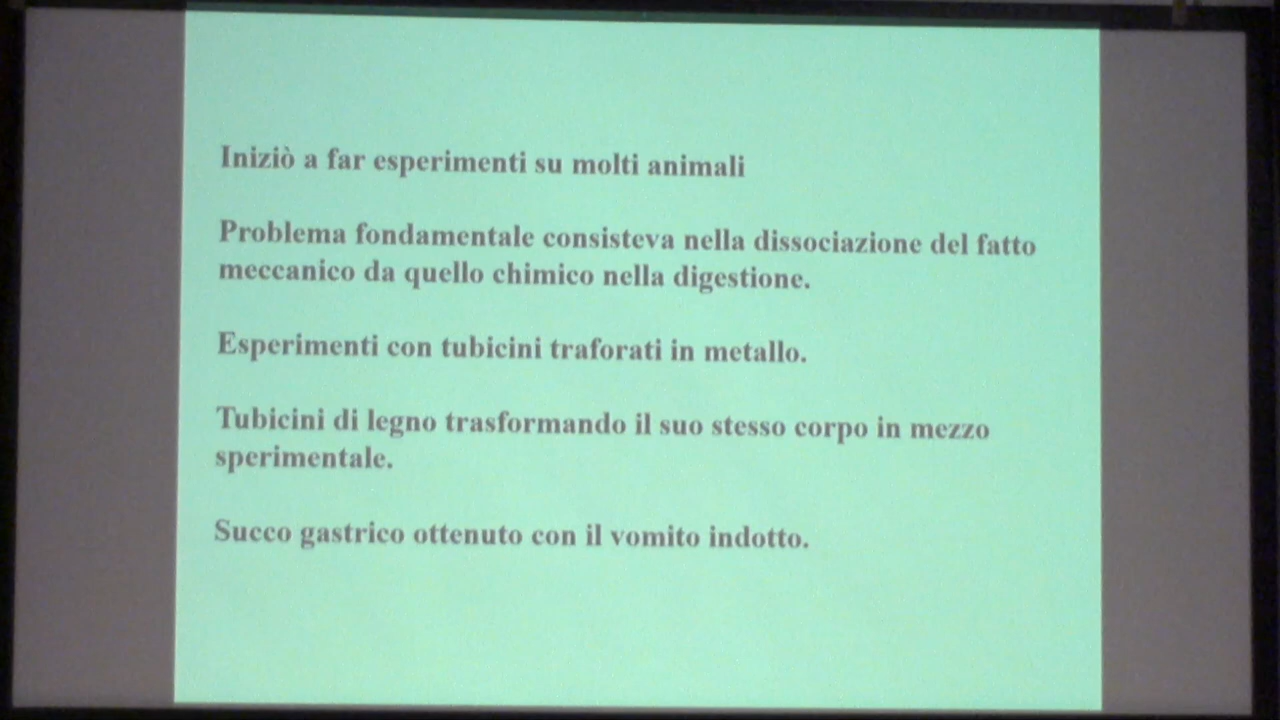 Iniziò a far esperimenti su molti animali
Problema fondamentale consisteva nella dissociazione del fatto
meccanico da quello chimico nella digestione.
Esperimenti con tubicini traforati in metallo.
Tubicini di legno trasformando il suo stesso corpo in mezzo
sperimentale.
Succo gastrico ottenuto con il vomito indotto.